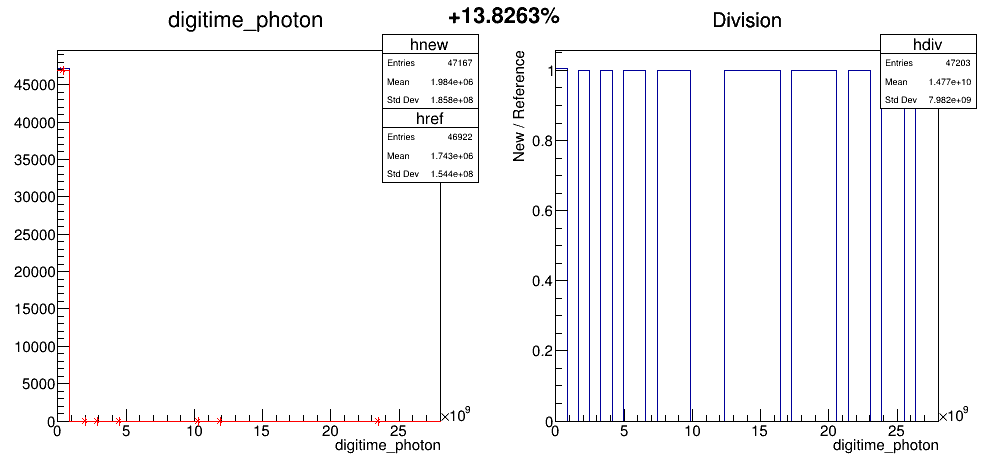 +13.8263%
digitime_photon
hnew
Entries 47167
Mean 1.984e+06
Std Dev 1.858e+08
href
Entries 46922
Mean 1.743e+06
Std Dev 1.544e+08
45000
40000
35000
30000
25000
20000
15000
10000
5000
0
0 5 10 15 20 25
×10⁹
digitime_photon
Division
hdiv
Entries 47203
Mean 1.477e+10
Std Dev 7.982e+09
New / Reference
1
0.8
0.6
0.4
0.2
0
0 5 10 15 20 25
×10⁹
digitime_photon